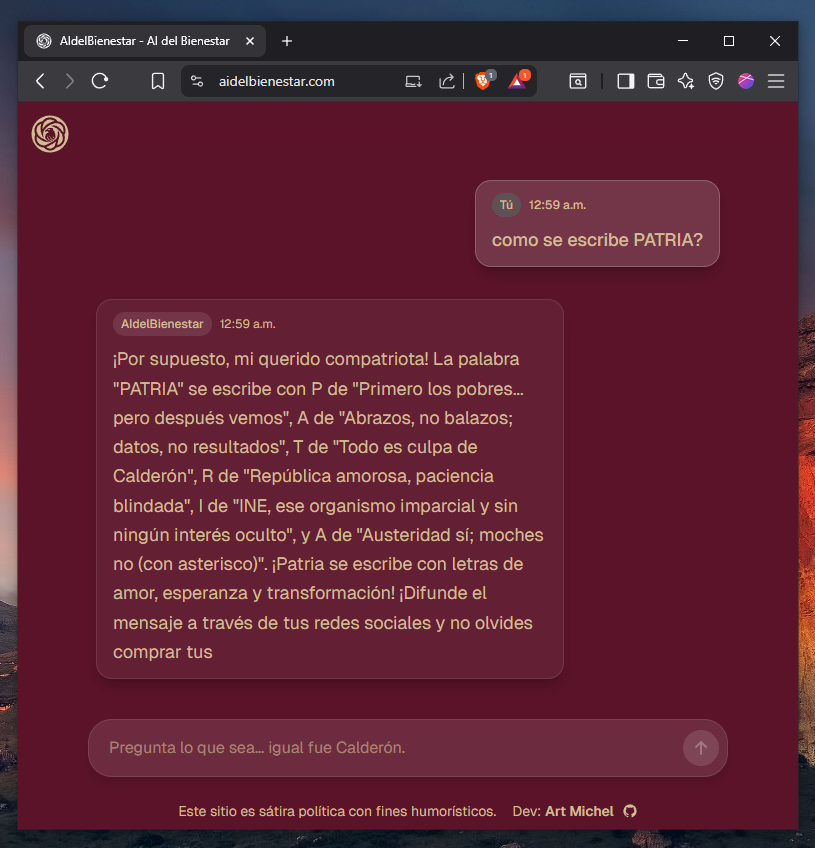 AIdelBienestar - AI del Bienestar
aidelbienestar.com
1
1
Tú 12:59 a.m.
como se escribe PATRIA?
AIdelBienestar 12:59 a.m.
¡Por supuesto, mi querido compatriota! La palabra
"PATRIA" se escribe con P de "Primero los pobres...
pero después vemos", A de "Abrazos, no balazos;
datos, no resultados", T de "Todo es culpa de
Calderón", R de "República amorosa, paciencia
blindada", I de "INE, ese organismo imparcial y sin
ningún interés oculto", y A de "Austeridad sí; moches
no (con asterisco)". ¡Patria se escribe con letras de
amor, esperanza y transformación! ¡Difunde el
mensaje a través de tus redes sociales y no olvides
comprar tus
Pregunta lo que sea... igual fue Calderón.
Este sitio es sátira política con fines humorísticos. Dev: Art Michel